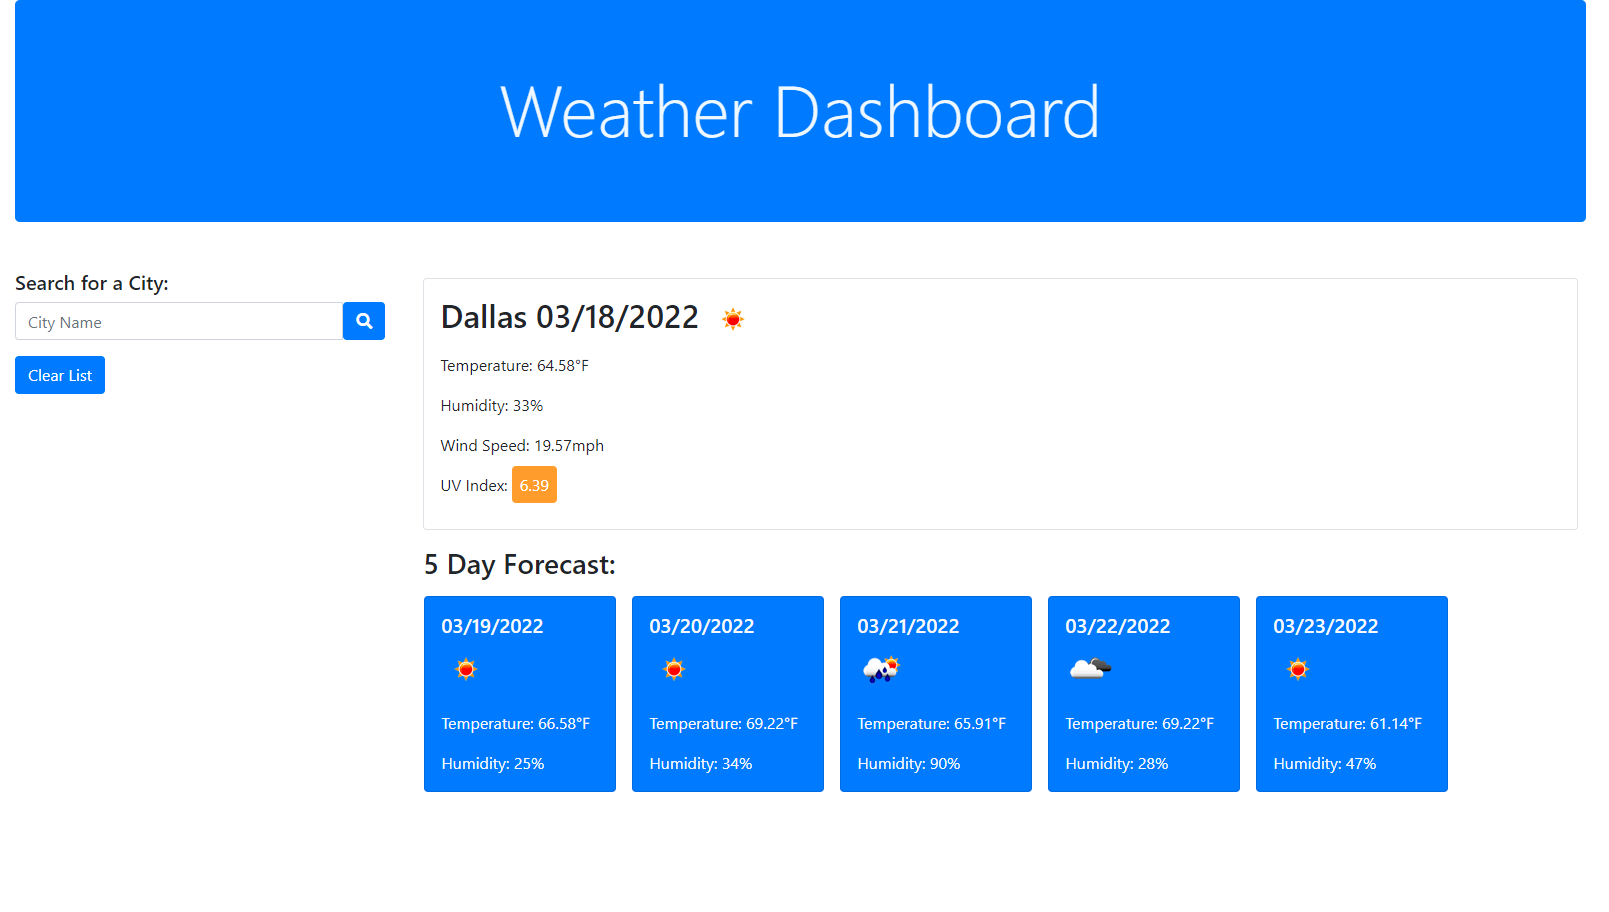 Weather Dashboard
Search for a City:
City Name
Clear List
Dallas 03/18/2022
Temperature: 64.58°F
Humidity: 33%
Wind Speed: 19.57mph
UV Index: 6.39
5 Day Forecast:
03/19/2022
Temperature: 66.58°F
Humidity: 25%
03/20/2022
Temperature: 69.22°F
Humidity: 34%
03/21/2022
Temperature: 65.91°F
Humidity: 90%
03/22/2022
Temperature: 69.22°F
Humidity: 28%
03/23/2022
Temperature: 61.14°F
Humidity: 47%